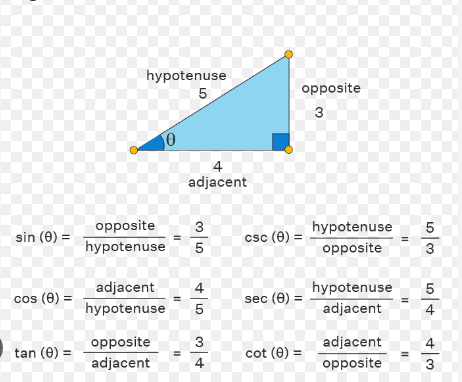 hypotenuse
5
opposite
3
θ
4
adjacent
sin (θ) = opposite/hypotenuse = 3/5
csc (θ) = hypotenuse/opposite = 5/3
cos (θ) = adjacent/hypotenuse = 4/5
sec (θ) = hypotenuse/adjacent = 5/4
tan (θ) = opposite/adjacent = 3/4
cot (θ) = adjacent/opposite = 4/3